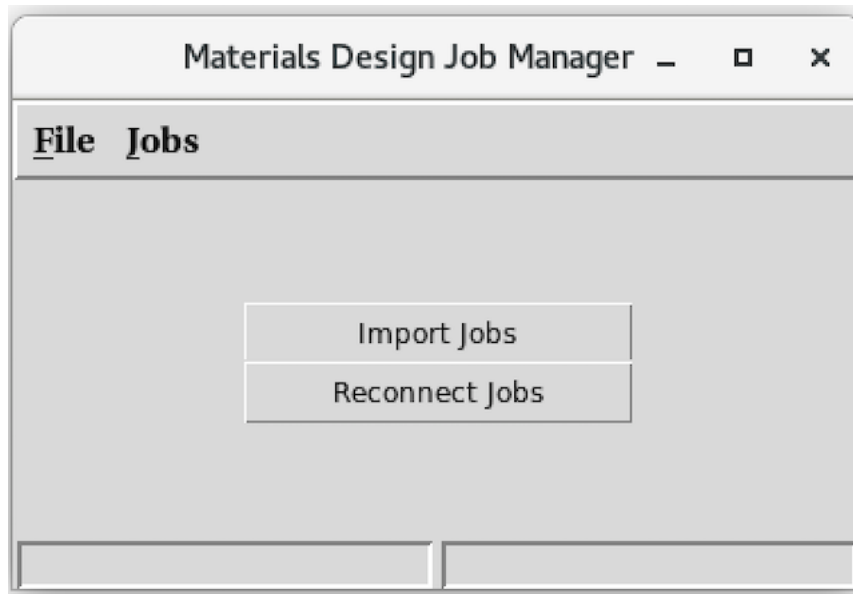 Materials Design Job Manager
File Jobs
Import Jobs
Reconnect Jobs